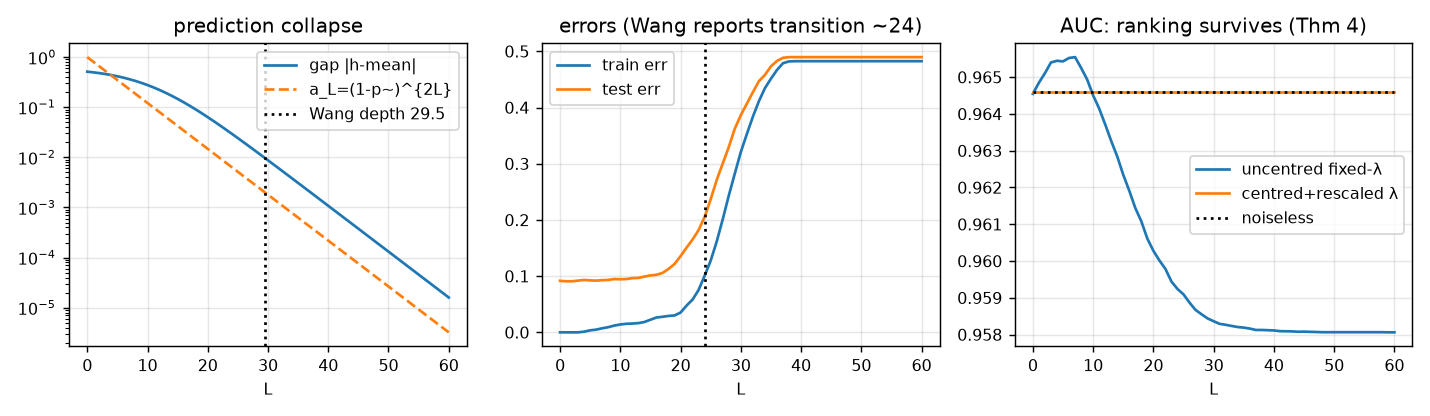 prediction collapse
10^0
10^-1
10^-2
10^-3
10^-4
10^-5
gap |h-mean|
a_L=(1-p~)^{2L}
Wang depth 29.5
0 10 20 30 40 50 60
L
errors (Wang reports transition ~24)
0.5
0.4
0.3
0.2
0.1
0.0
train err
test err
0 10 20 30 40 50 60
L
AUC: ranking survives (Thm 4)
0.965
0.964
0.963
0.962
0.961
0.960
0.959
0.958
uncentred fixed-λ
centred+rescaled λ
noiseless
0 10 20 30 40 50 60
L